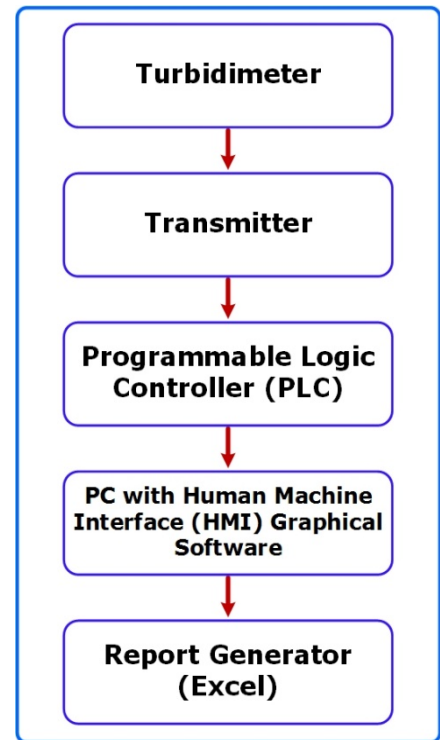 Turbidimeter
Transmitter
Programmable Logic
Controller (PLC)
PC with Human Machine
Interface (HMI) Graphical
Software
Report Generator
(Excel)